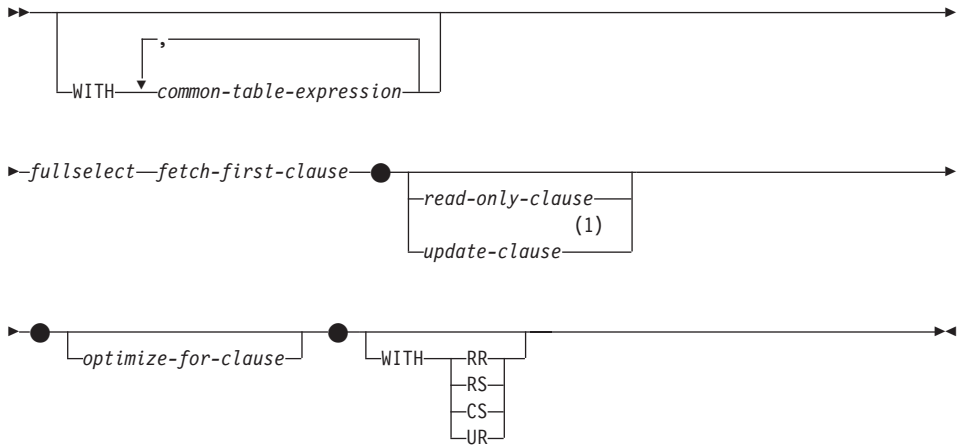 ,
WITH common-table-expression
fullselect fetch-first-clause
read-only-clause
(1)
update-clause
optimize-for-clause
WITH RR
RS
CS
UR